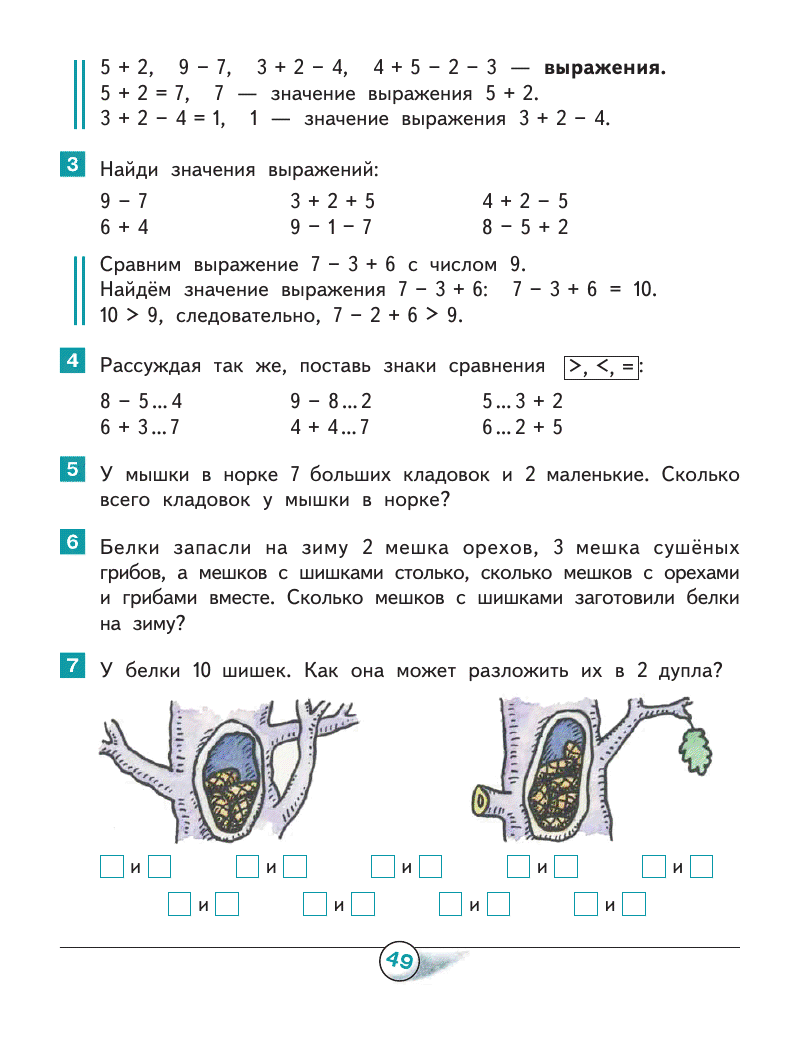 5 + 2, 9 − 7, 3 + 2 − 4, 4 + 5 − 2 − 3 — выражения.
5 + 2 = 7, 7 — значение выражения 5 + 2.
3 + 2 − 4 = 1, 1 — значение выражения 3 + 2 − 4.
3 Найди значения выражений:
9 − 7 3 + 2 + 5 4 + 2 − 5
6 + 4 9 − 1 − 7 8 − 5 + 2
Сравним выражение 7 − 3 + 6 с числом 9.
Найдём значение выражения 7 − 3 + 6: 7 − 3 + 6 = 10.
10 > 9, следовательно, 7 − 2 + 6 > 9.
4 Рассуждая так же, поставь знаки сравнения >, <, =:
8 − 5 ... 4 9 − 8 ... 2 5 ... 3 + 2
6 + 3 ... 7 4 + 4 ... 7 6 ... 2 + 5
5 У мышки в норке 7 больших кладовок и 2 маленькие. Сколько
всего кладовок у мышки в норке?
6 Белки запасли на зиму 2 мешка орехов, 3 мешка сушёных
грибов, а мешков с шишками столько, сколько мешков с орехами
и грибами вместе. Сколько мешков с шишками заготовили белки
на зиму?
7 У белки 10 шишек. Как она может разложить их в 2 дупла?
и и и и и
и и и и
49